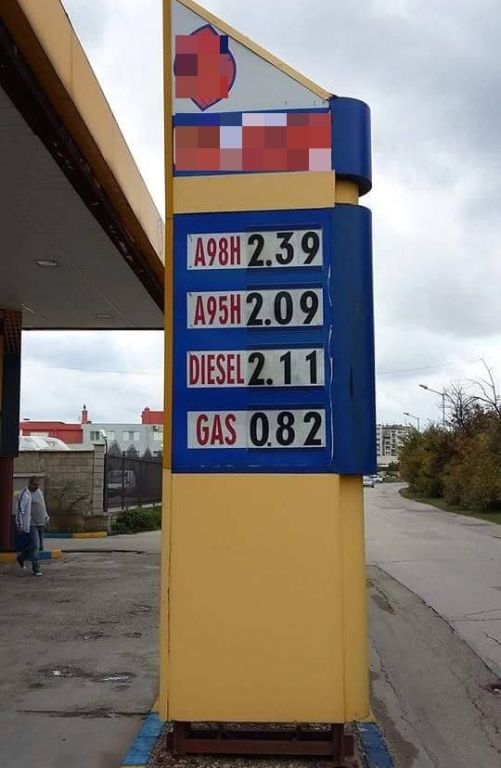 A98H 2.39
A95H 2.09
DIESEL 2.11
GAS 0.82